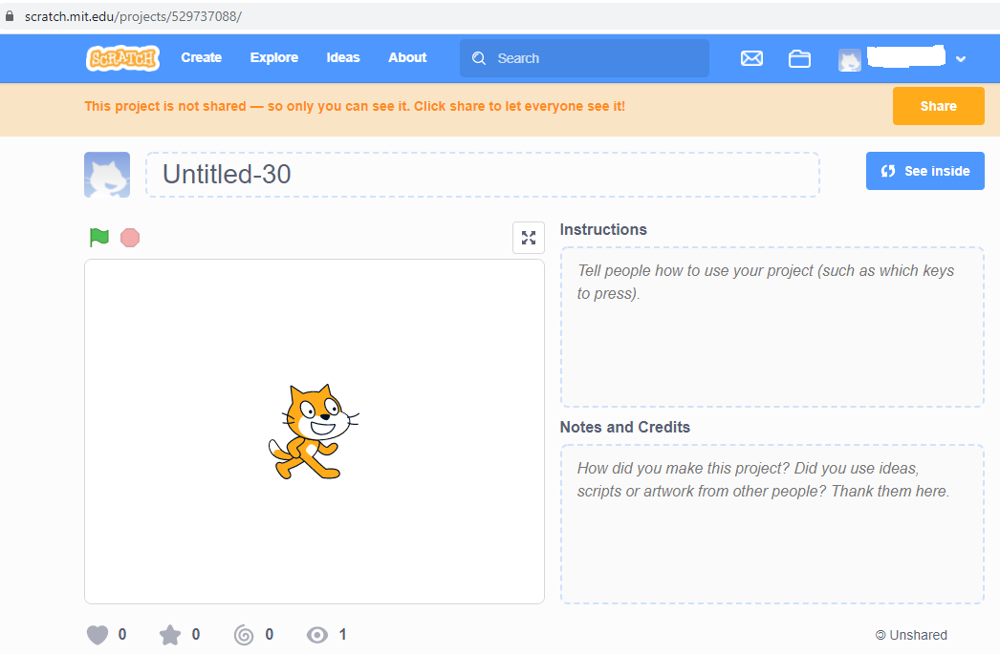 scratch.mit.edu/projects/529737088/
SCRATCH Create Explore Ideas About Search
This project is not shared — so only you can see it. Click share to let everyone see it! Share
Untitled-30 See inside
Instructions
Tell people how to use your project (such as which keys
to press).
Notes and Credits
How did you make this project? Did you use ideas,
scripts or artwork from other people? Thank them here.
0 0 0 1 Unshared